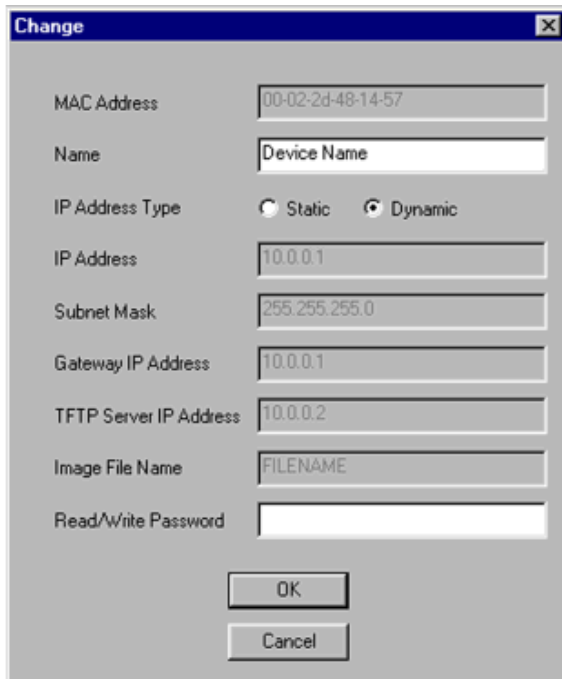 Change
MAC Address 00-02-2d-48-14-57
Name Device Name
IP Address Type Static Dynamic
IP Address 10.0.0.1
Subnet Mask 255.255.255.0
Gateway IP Address 10.0.0.1
TFTP Server IP Address 10.0.0.2
Image File Name FILENAME
Read/Write Password
OK
Cancel